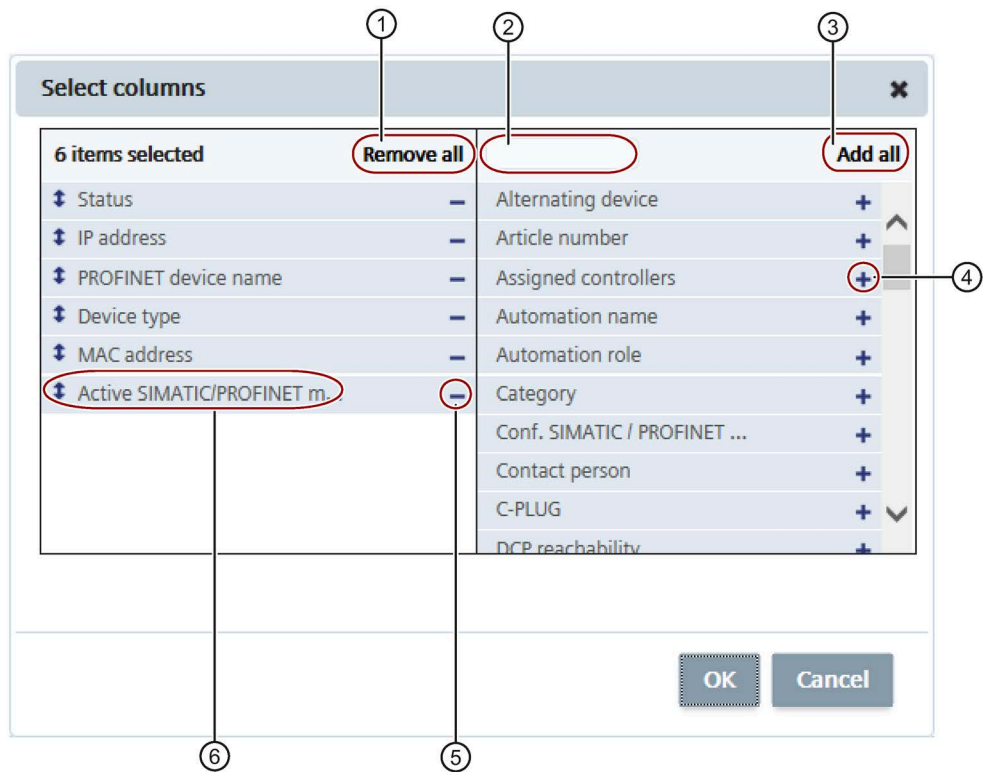 ① ② ③
Select columns
6 items selected Remove all Add all
Status Alternating device
IP address Article number
PROFINET device name Assigned controllers ④
Device type Automation name
MAC address Automation role
Active SIMATIC/PROFINET m... Category
Conf. SIMATIC / PROFINET ...
Contact person
C-PLUG
DCP reachability
OK Cancel
⑥ ⑤